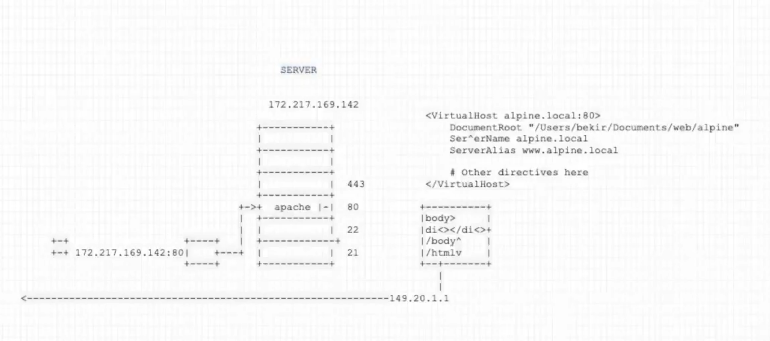 SERVER
172.217.169.142
<VirtualHost alpine.local:80>
DocumentRoot "/Users/bekir/Documents/web/alpine"
Ser^erName alpine.local
ServerAlias www.alpine.local
# Other directives here
</VirtualHost>
443
apache
80
22
21
172.217.169.142:80
body>
di<></di<>
/body^
/htmlv
149.20.1.1